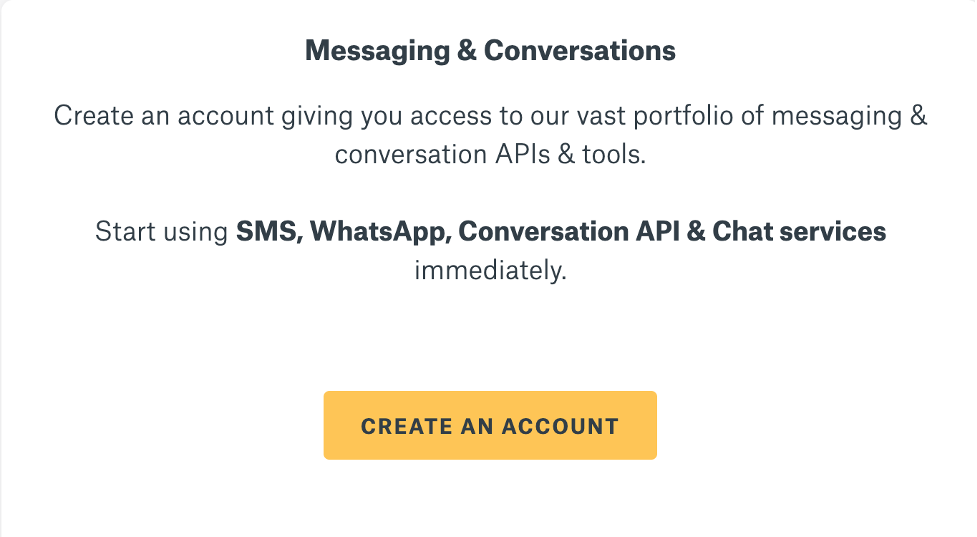 Messaging & Conversations
Create an account giving you access to our vast portfolio of messaging &
conversation APIs & tools.
Start using SMS, WhatsApp, Conversation API & Chat services
immediately.
CREATE AN ACCOUNT